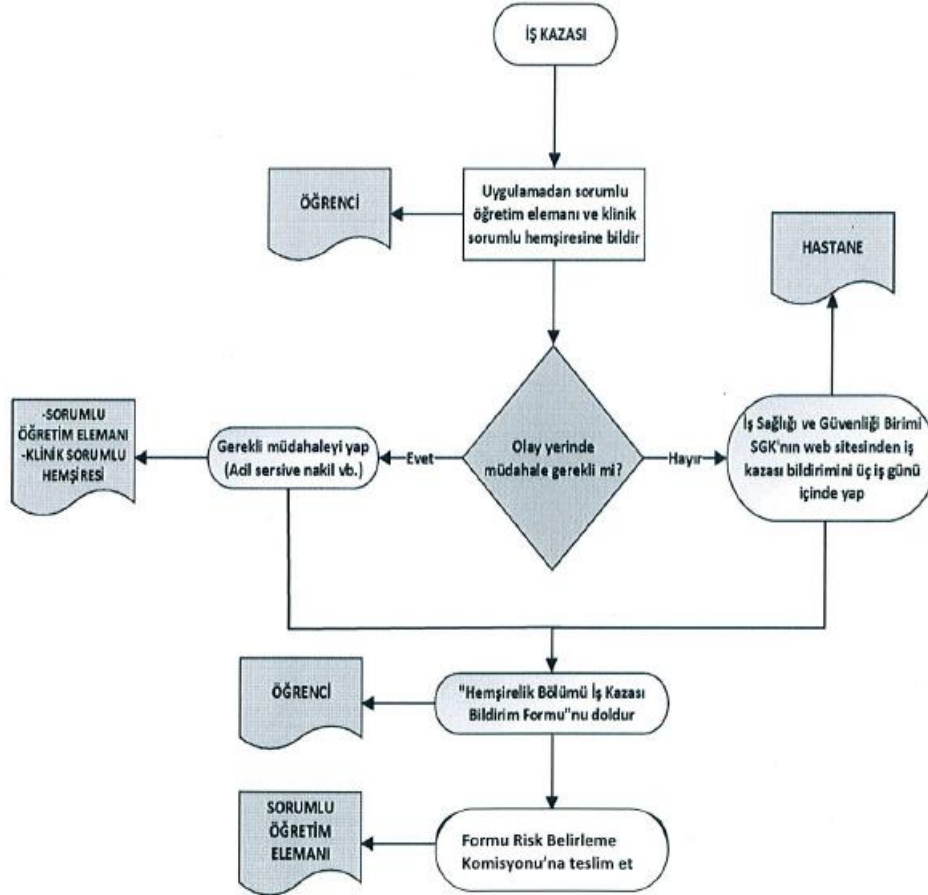 İŞ KAZASI
ÖĞRENCİ
Uygulamadan sorumlu
öğretim elemanı ve klinik
sorumlu hemşiresine bildir
HASTANE
-SORUMLU
ÖĞRETİM ELEMANI
-KLİNİK SORUMLU
HEMŞİRESİ
Gerekli müdahaleyi yap
(Acil sersive nakil vb.)
Evet
Olay yerinde
müdahale gerekli mi?
Hayır
İş Sağlığı ve Güvenliği Birimi
SGK'nın web sitesinden iş
kazası bildirimini üç iş günü
içinde yap
ÖĞRENCİ
"Hemşirelik Bölümü İş Kazası
Bildirim Formu"nu doldur
SORUMLU
ÖĞRETİM
ELEMANI
Formu Risk Belirleme
Komisyonu'na teslim et